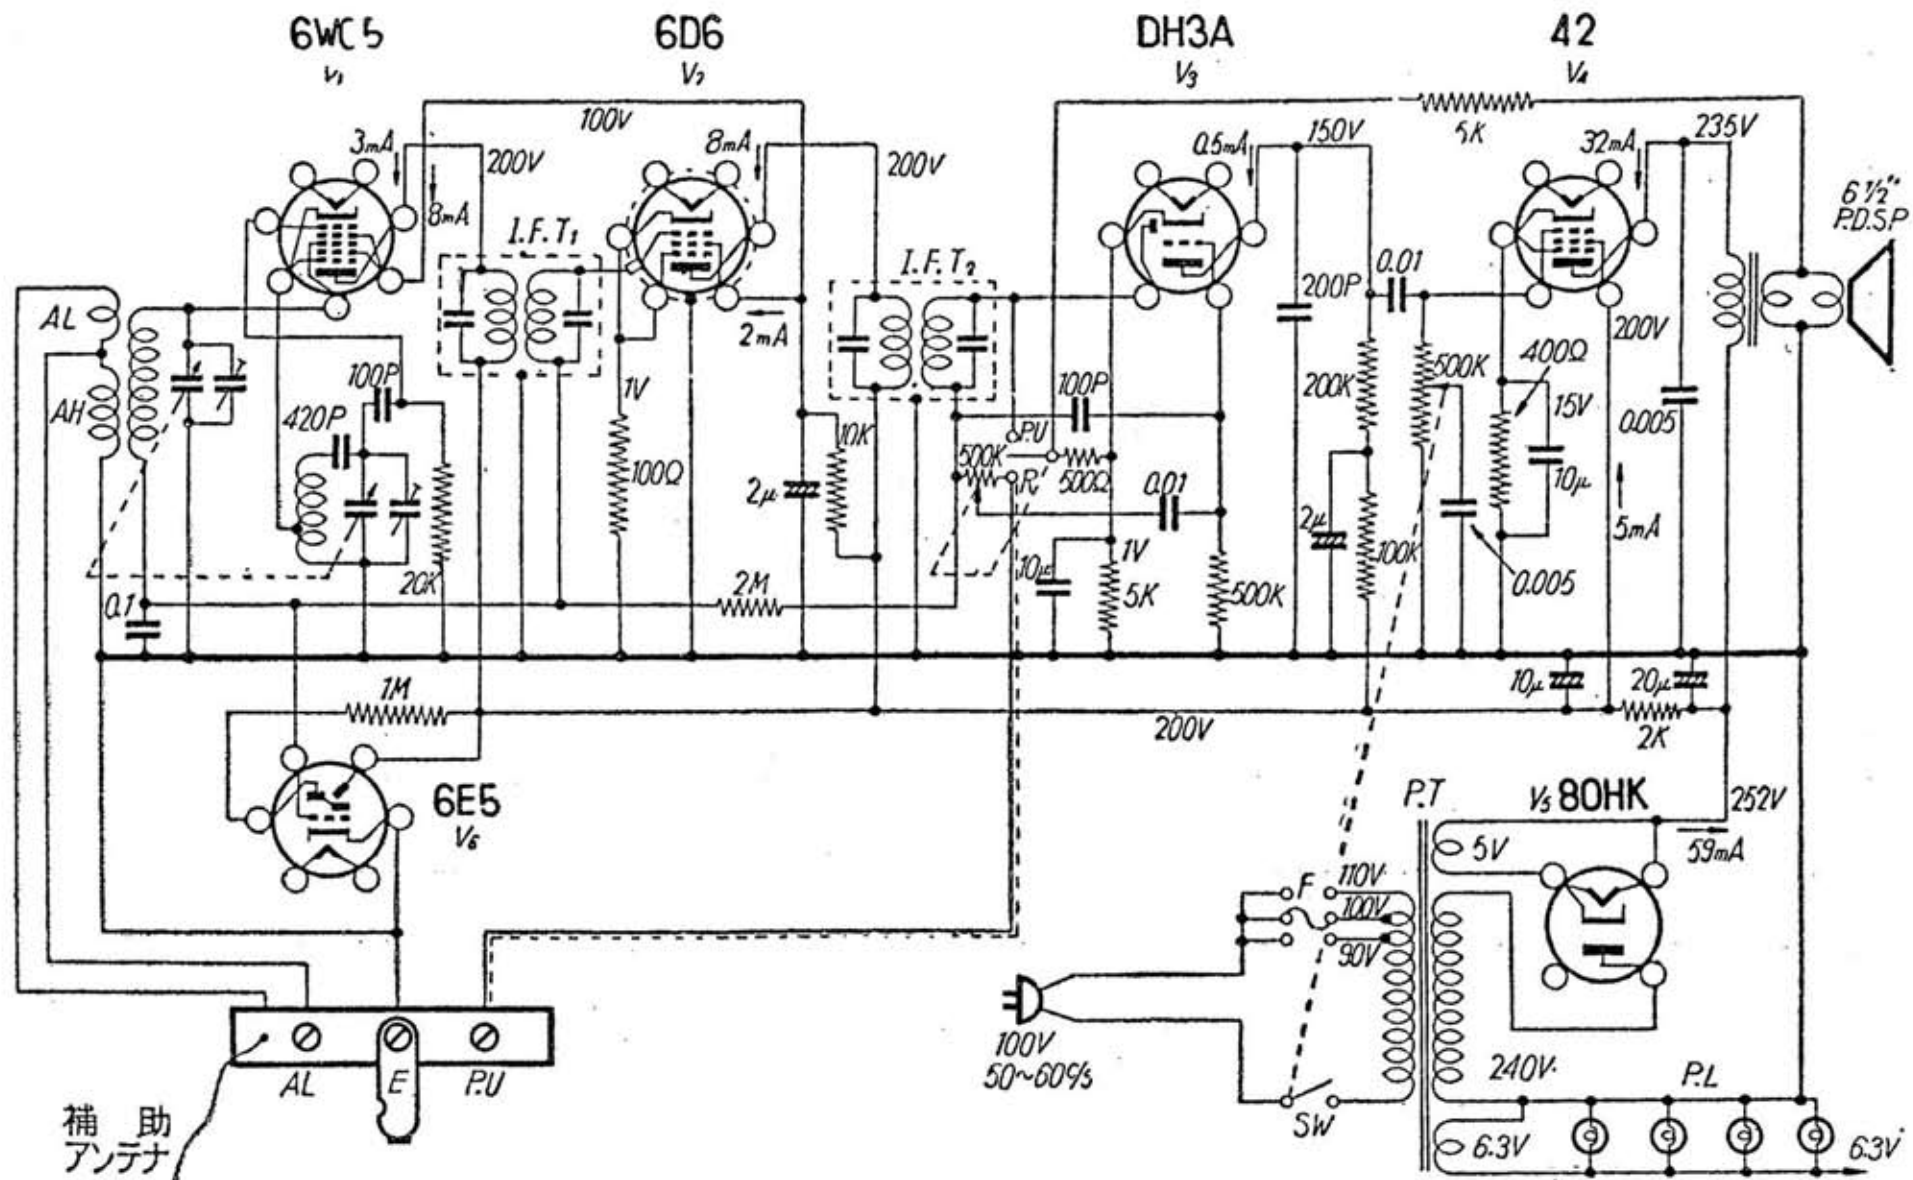 6WC5
V1
6D6
V2
DH3A
V3
42
V4
100V
5K
3mA
8mA
200V
8mA
200V
0.5mA
150V
32mA
235V
6 1/2"
P.D.S.P
I.F.T1
I.F.T2
AL
2mA
200P
0.01
200V
AH
100P
420P
1V
100P
200K
500K
400Ω
15V
0.005
P.U
10K
500K
R
500Ω
100Ω
2μ
0.01
10μ
2μ
100K
5mA
20K
0.1
2M
10μ
1V
5K
500K
0.005
1M
10μ
20μ
200V
2K
6E5
V6
P.T
V5 80HK
252V
5V
59mA
F
110V
100V
90V
100V
50~60c/s
SW
240V
P.L
6.3V
6.3V
AL
E
P.U
補助
アンテナ